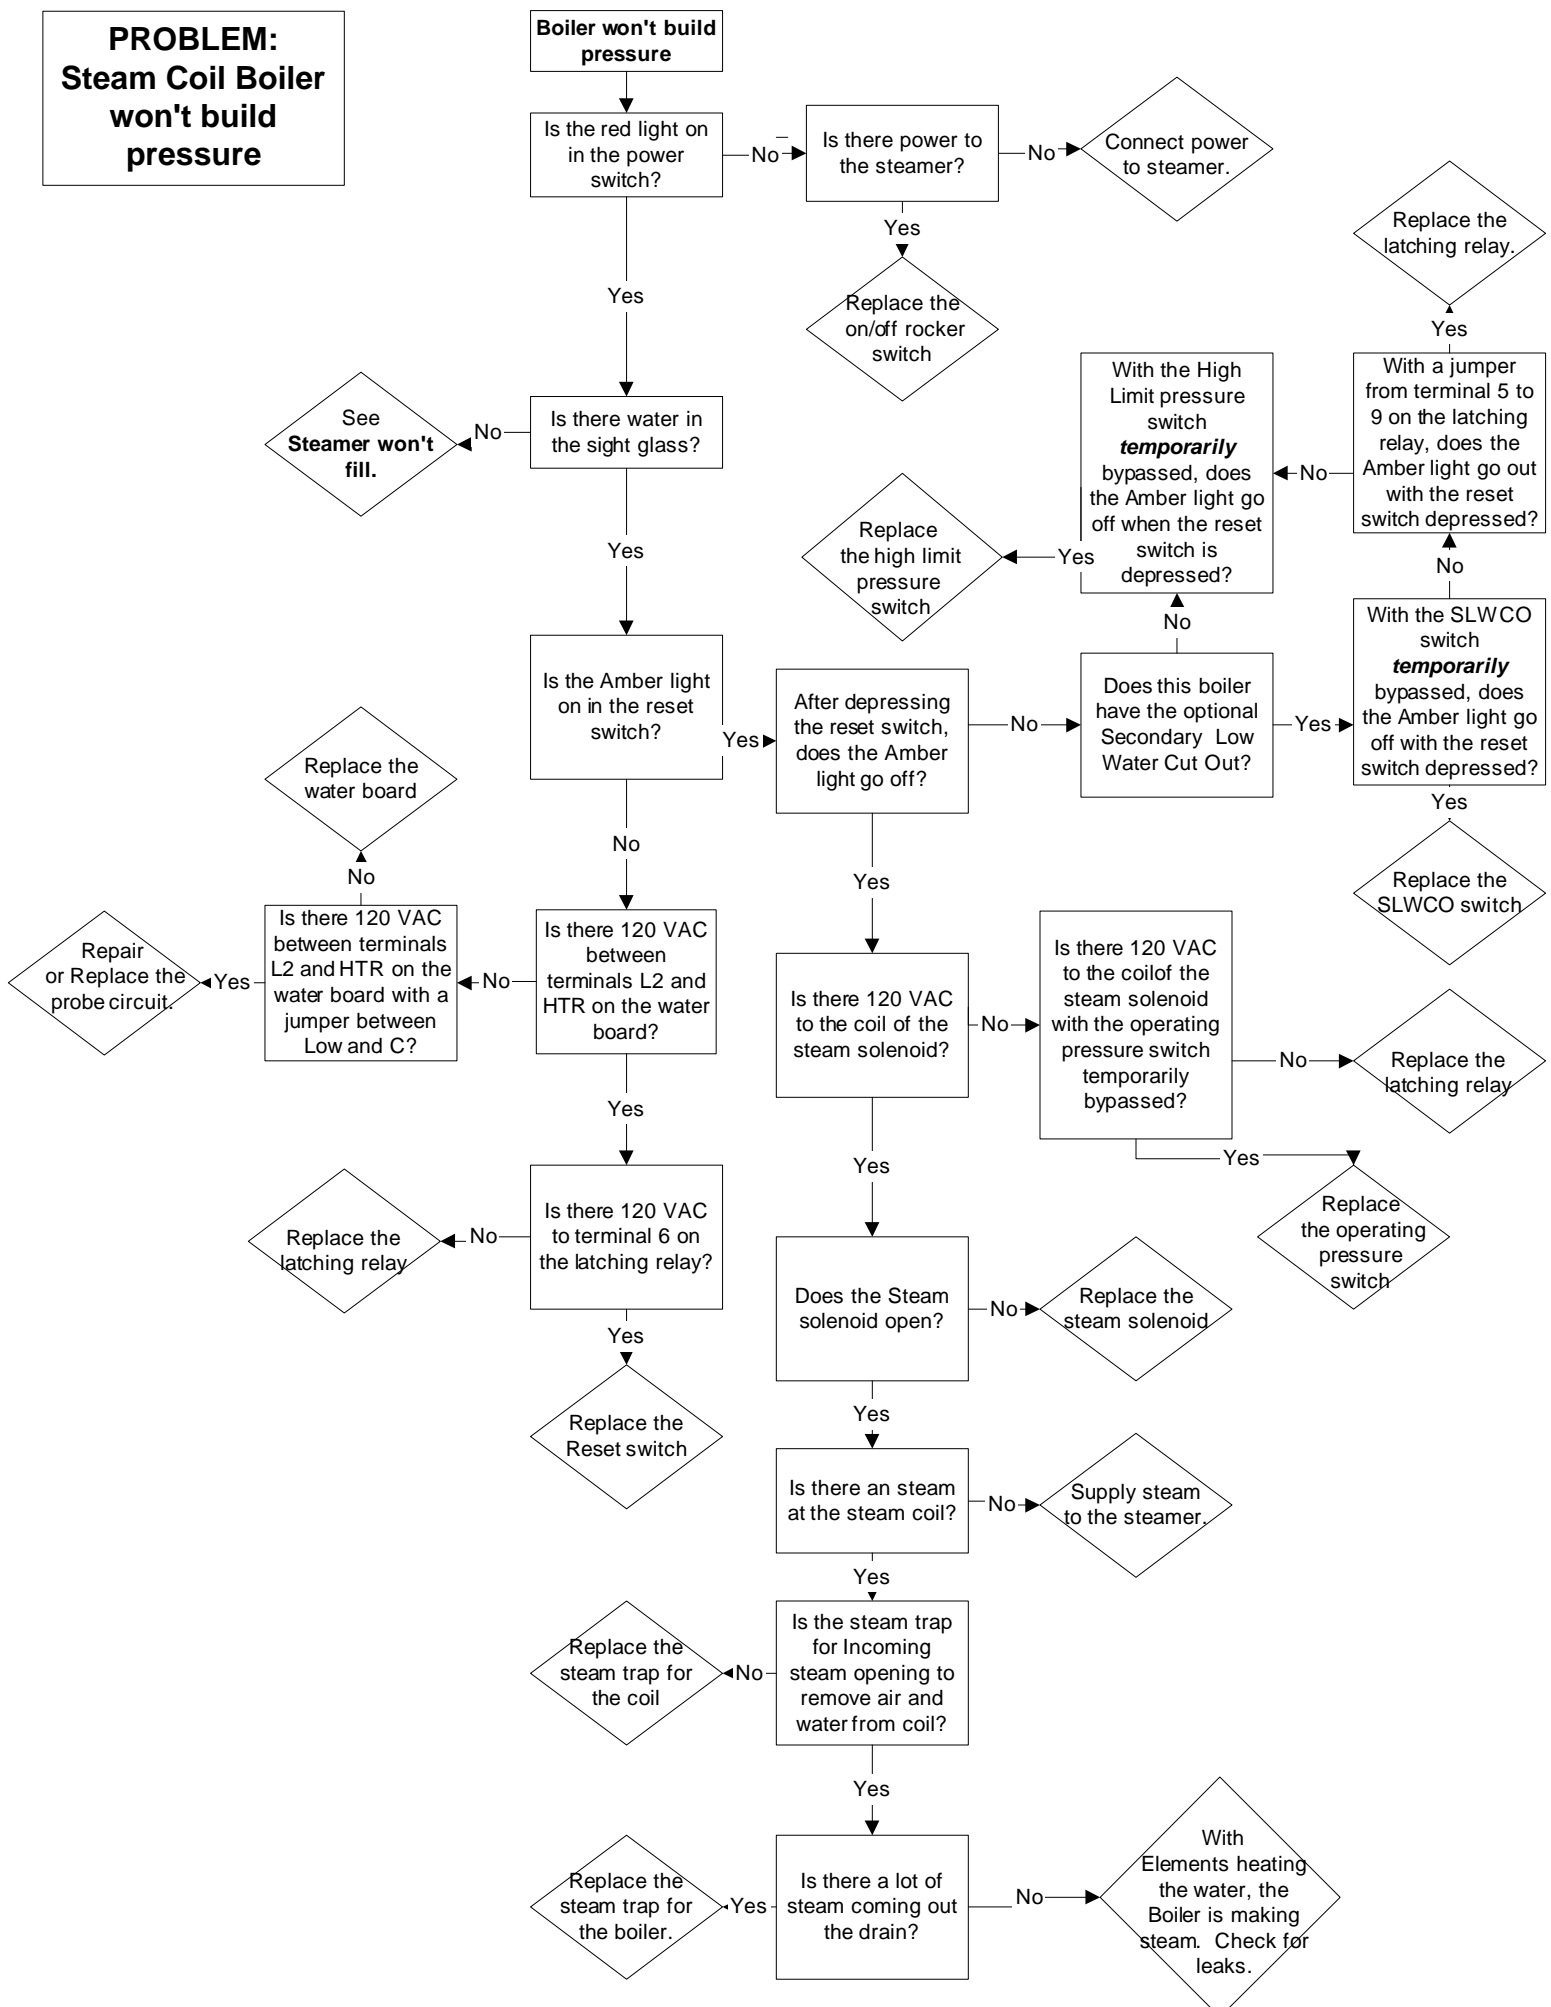 PROBLEM:
Steam Coil Boiler
won't build
pressure
Boiler won't build
pressure
Is the red light on
in the power
switch?
No
Is there power to
the steamer?
No
Connect power
to steamer.
Yes
Replace the
on/off rocker
switch
Yes
Is there water in
the sight glass?
No
See
Steamer won't
fill.
Yes
Is the Amber light
on in the reset
switch?
Yes
After depressing
the reset switch,
does the Amber
light go off?
No
Does this boiler
have the optional
Secondary Low
Water Cut Out?
Yes
With the SLWCO
switch
temporarily
bypassed, does
the Amber light go
off with the reset
switch depressed?
Yes
Replace the
SLWCO switch
No
With a jumper
from terminal 5 to
9 on the latching
relay, does the
Amber light go out
with the reset
switch depressed?
Yes
Replace the
latching relay.
No
No
With the High
Limit pressure
switch
temporarily
bypassed, does
the Amber light go
off when the reset
switch is
depressed?
Yes
Replace
the high limit
pressure
switch
No
Is there 120 VAC
between
terminals L2 and
HTR on the water
board?
No
Is there 120 VAC
between terminals
L2 and HTR on the
water board with a
jumper between
Low and C?
No
Replace the
water board
Yes
Repair
or Replace the
probe circuit.
Yes
Is there 120 VAC
to terminal 6 on
the latching relay?
No
Replace the
latching relay
Yes
Replace the
Reset switch
Yes
Is there 120 VAC
to the coil of the
steam solenoid?
No
Is there 120 VAC
to the coilof the
steam solenoid
with the operating
pressure switch
temporarily
bypassed?
No
Replace the
latching relay
Yes
Replace
the operating
pressure
switch
Yes
Does the Steam
solenoid open?
No
Replace the
steam solenoid
Yes
Is there an steam
at the steam coil?
No
Supply steam
to the steamer.
Yes
Is the steam trap
for Incoming
steam opening to
remove air and
water from coil?
No
Replace the
steam trap for
the coil
Yes
Is there a lot of
steam coming out
the drain?
Yes
Replace the
steam trap for
the boiler.
No
With
Elements heating
the water, the
Boiler is making
steam. Check for
leaks.